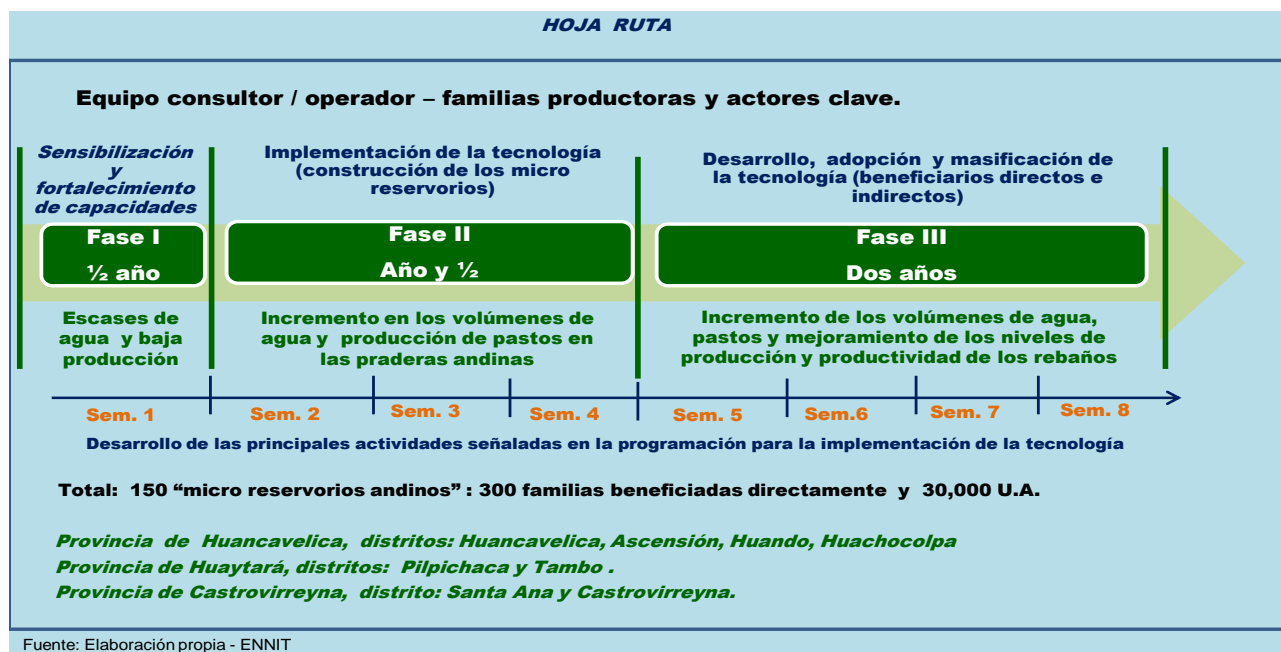 HOJA RUTA
Equipo consultor / operador – familias productoras y actores clave.
Sensibilización
y
fortalecimiento
de capacidades
Implementación de la tecnología
(construcción de los micro
reservorios)
Desarrollo, adopción y masificación de
la tecnología (beneficiarios directos e
indirectos)
Fase I
½ año
Fase II
Año y ½
Fase III
Dos años
Escases de
agua y baja
producción
Incremento en los volúmenes de
agua y producción de pastos en
las praderas andinas
Incremento de los volúmenes de agua,
pastos y mejoramiento de los niveles de
producción y productividad de los rebaños
Sem. 1
Sem. 2
Sem. 3
Sem. 4
Sem. 5
Sem.6
Sem. 7
Sem. 8
Desarrollo de las principales actividades señaladas en la programación para la implementación de la tecnología
Total: 150 “micro reservorios andinos” : 300 familias beneficiadas directamente y 30,000 U.A.
Provincia de Huancavelica, distritos: Huancavelica, Ascensión, Huando, Huachocolpa
Provincia de Huaytará, distritos: Pilpichaca y Tambo .
Provincia de Castrovirreyna, distrito: Santa Ana y Castrovirreyna.
Fuente: Elaboración propia - ENNIT